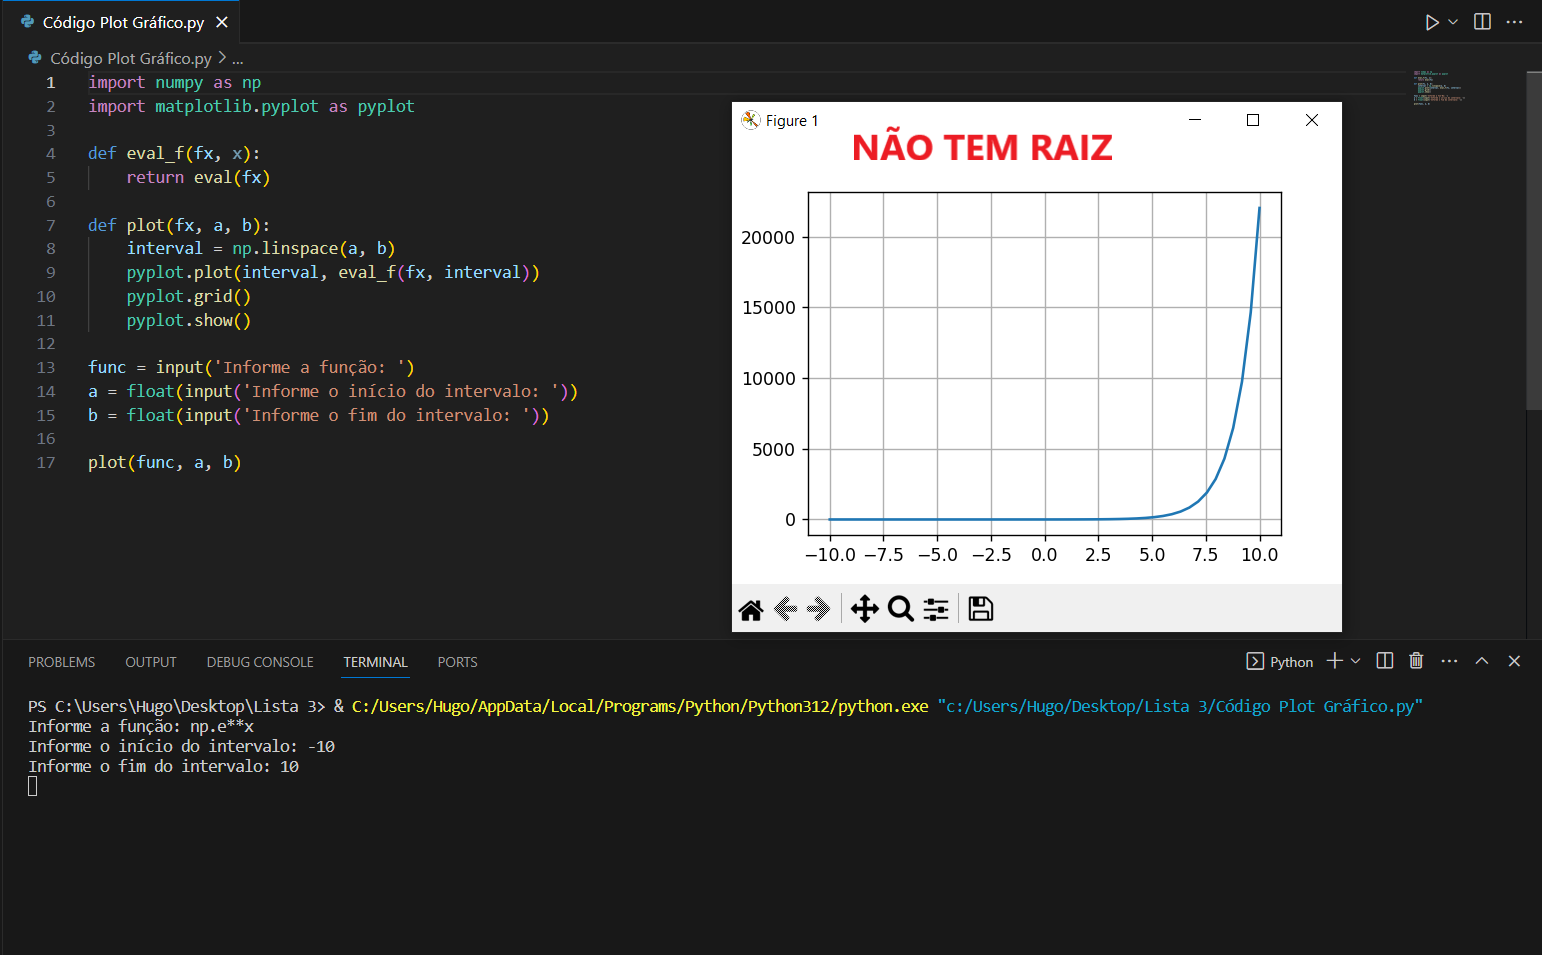 Código Plot Gráfico.py
Código Plot Gráfico.py > ...
1 import numpy as np
2 import matplotlib.pyplot as pyplot
3
4 def eval_f(fx, x):
5     return eval(fx)
6
7 def plot(fx, a, b):
8     interval = np.linspace(a, b)
9     pyplot.plot(interval, eval_f(fx, interval))
10     pyplot.grid()
11     pyplot.show()
12
13 func = input('Informe a função: ')
14 a = float(input('Informe o início do intervalo: '))
15 b = float(input('Informe o fim do intervalo: '))
16
17 plot(func, a, b)
Figure 1
NÃO TEM RAIZ
20000
15000
10000
5000
0
−10.0 −7.5 −5.0 −2.5 0.0 2.5 5.0 7.5 10.0
PROBLEMS OUTPUT DEBUG CONSOLE TERMINAL PORTS
Python
PS C:\Users\Hugo\Desktop\Lista 3> & C:/Users/Hugo/AppData/Local/Programs/Python/Python312/python.exe "c:/Users/Hugo/Desktop/Lista 3/Código Plot Gráfico.py"
Informe a função: np.e**x
Informe o início do intervalo: -10
Informe o fim do intervalo: 10